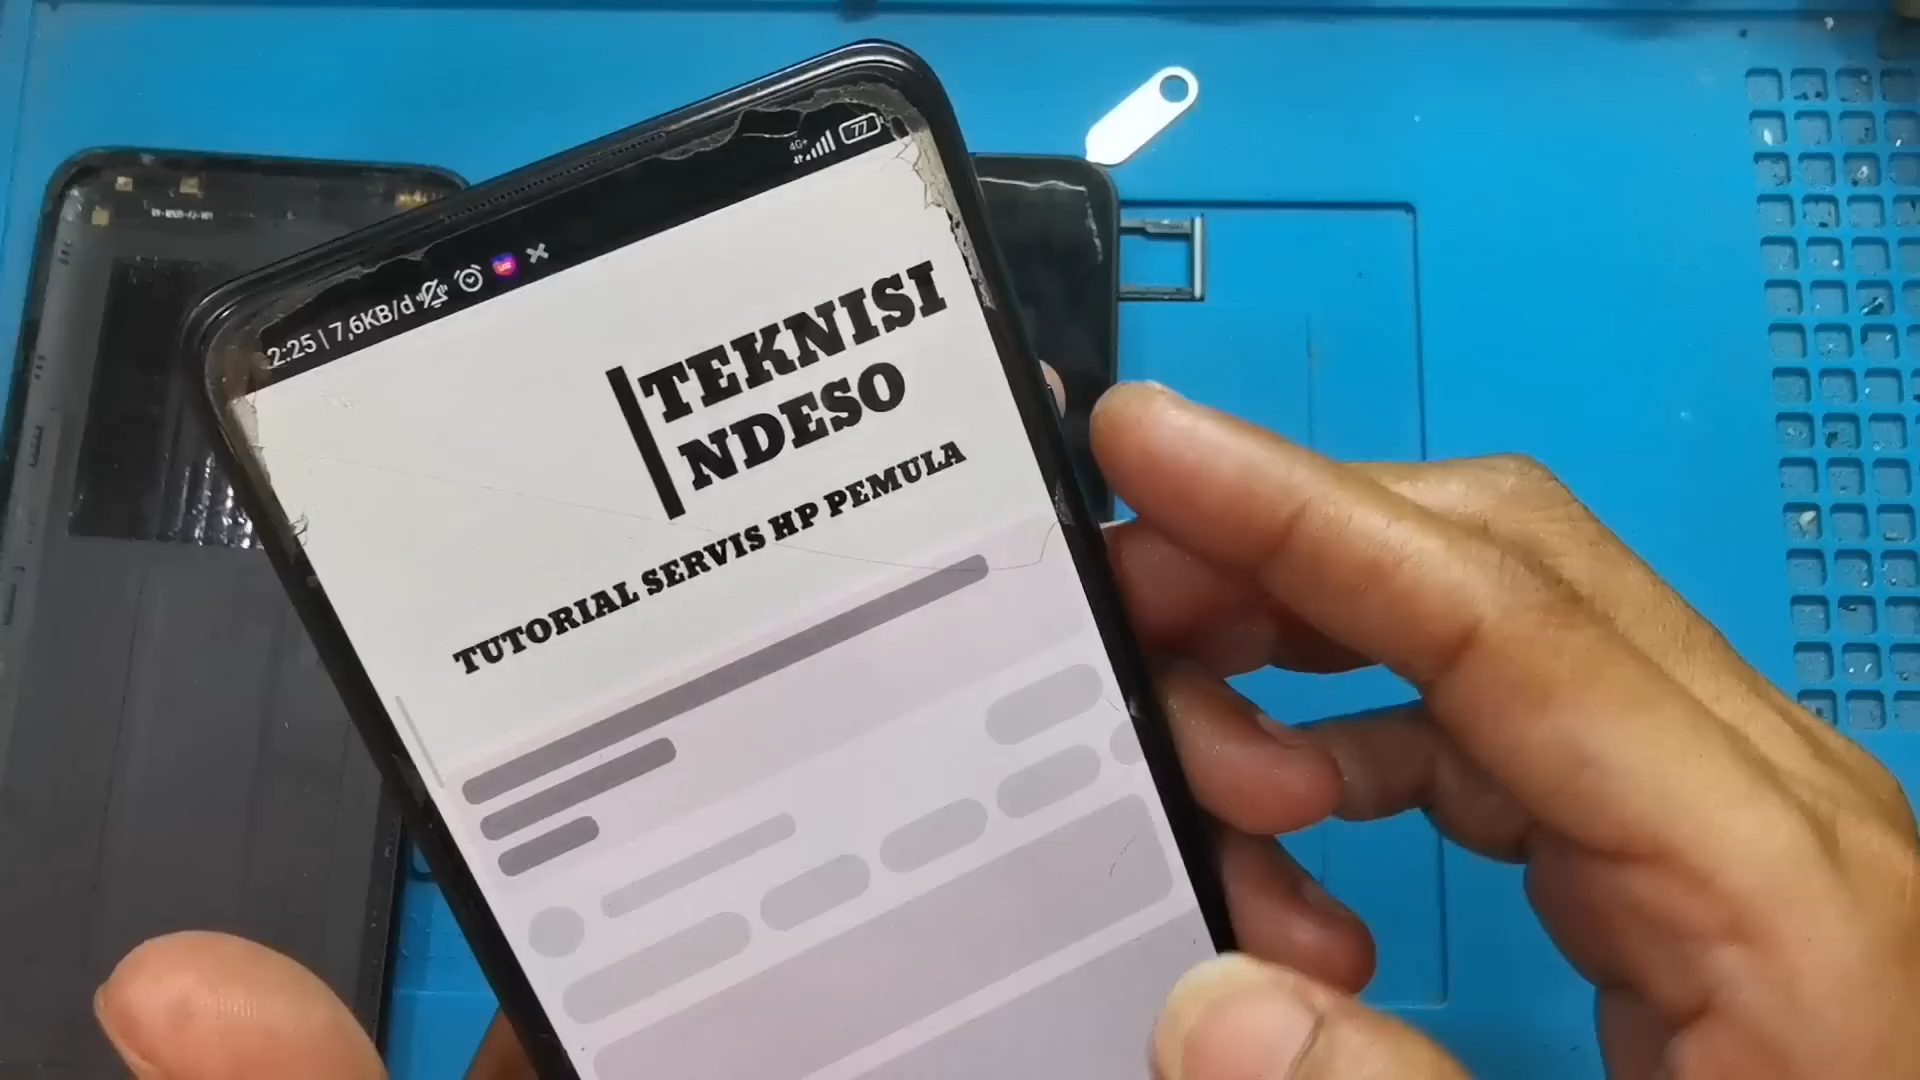 4G+
77
2:25 | 7,6KB/d
TEKNISI
NDESO
TUTORIAL SERVIS HP PEMULA